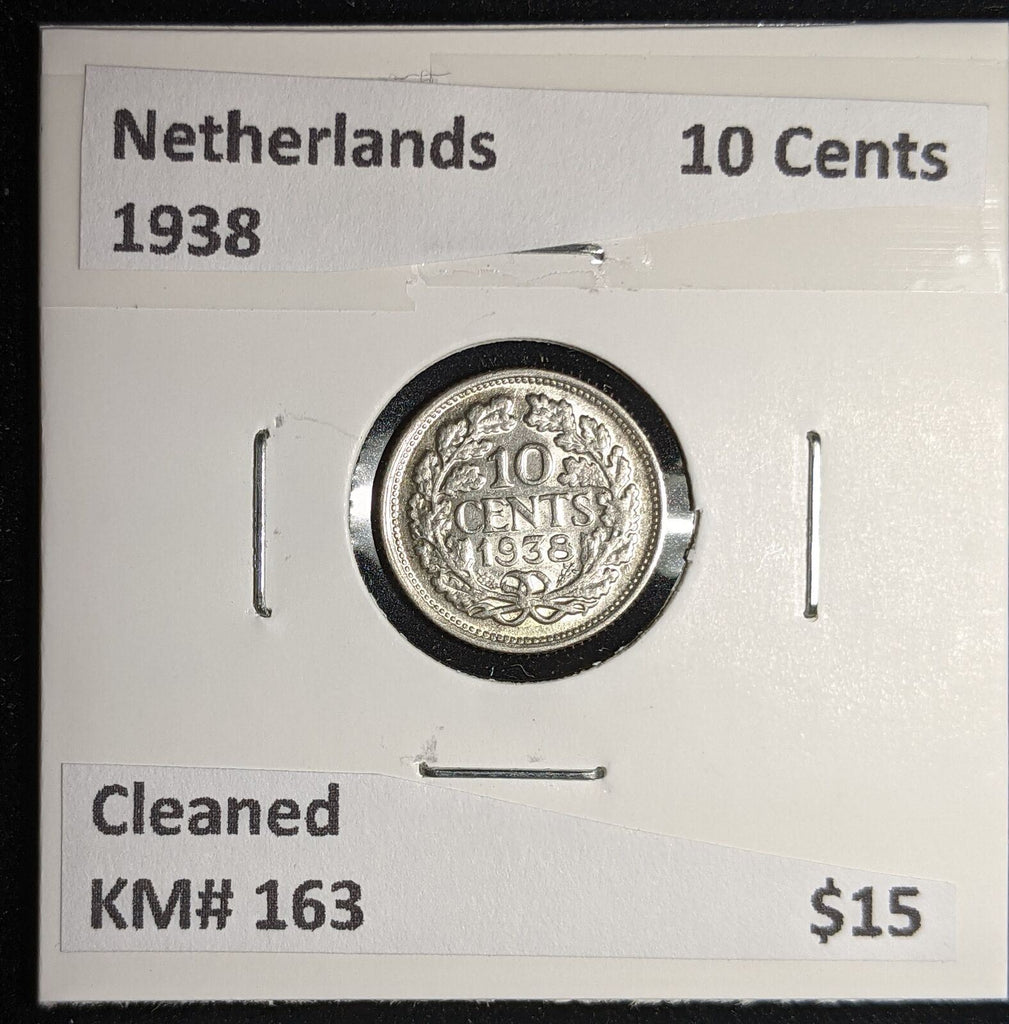 Netherlands 10 Cents
1938
10
CENTS
1938
Cleaned
KM# 163 $15